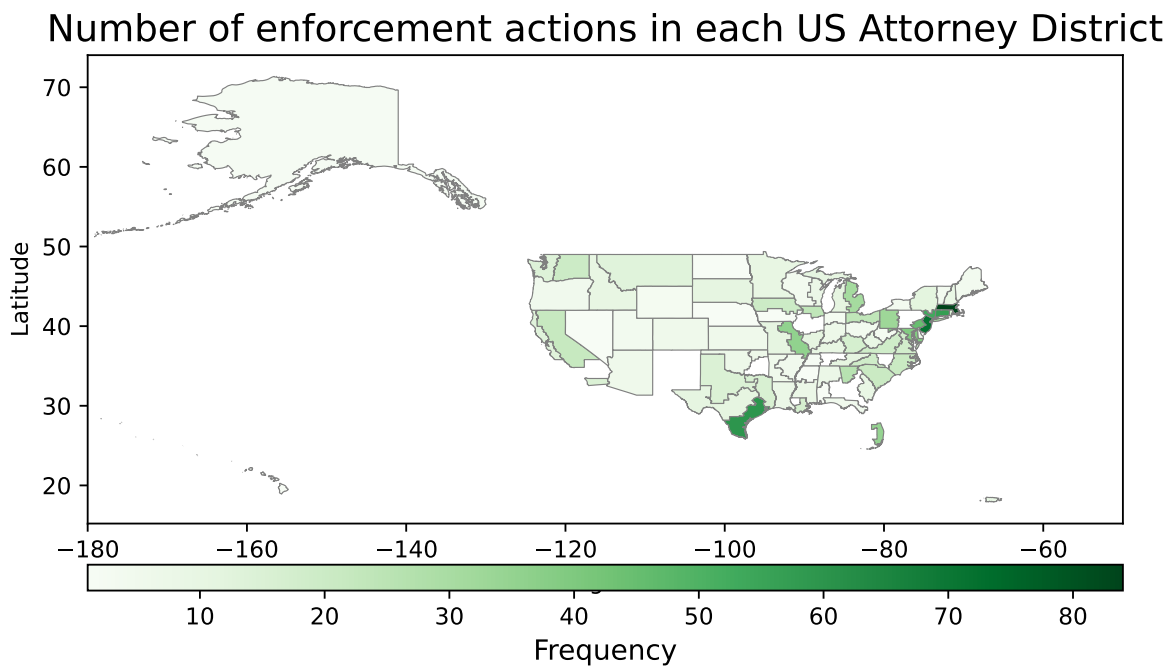 Number of enforcement actions in each US Attorney District
70
60
50
40
30
20
Latitude
−180 −160 −140 −120 −100 −80 −60
10 20 30 40 50 60 70 80
Frequency